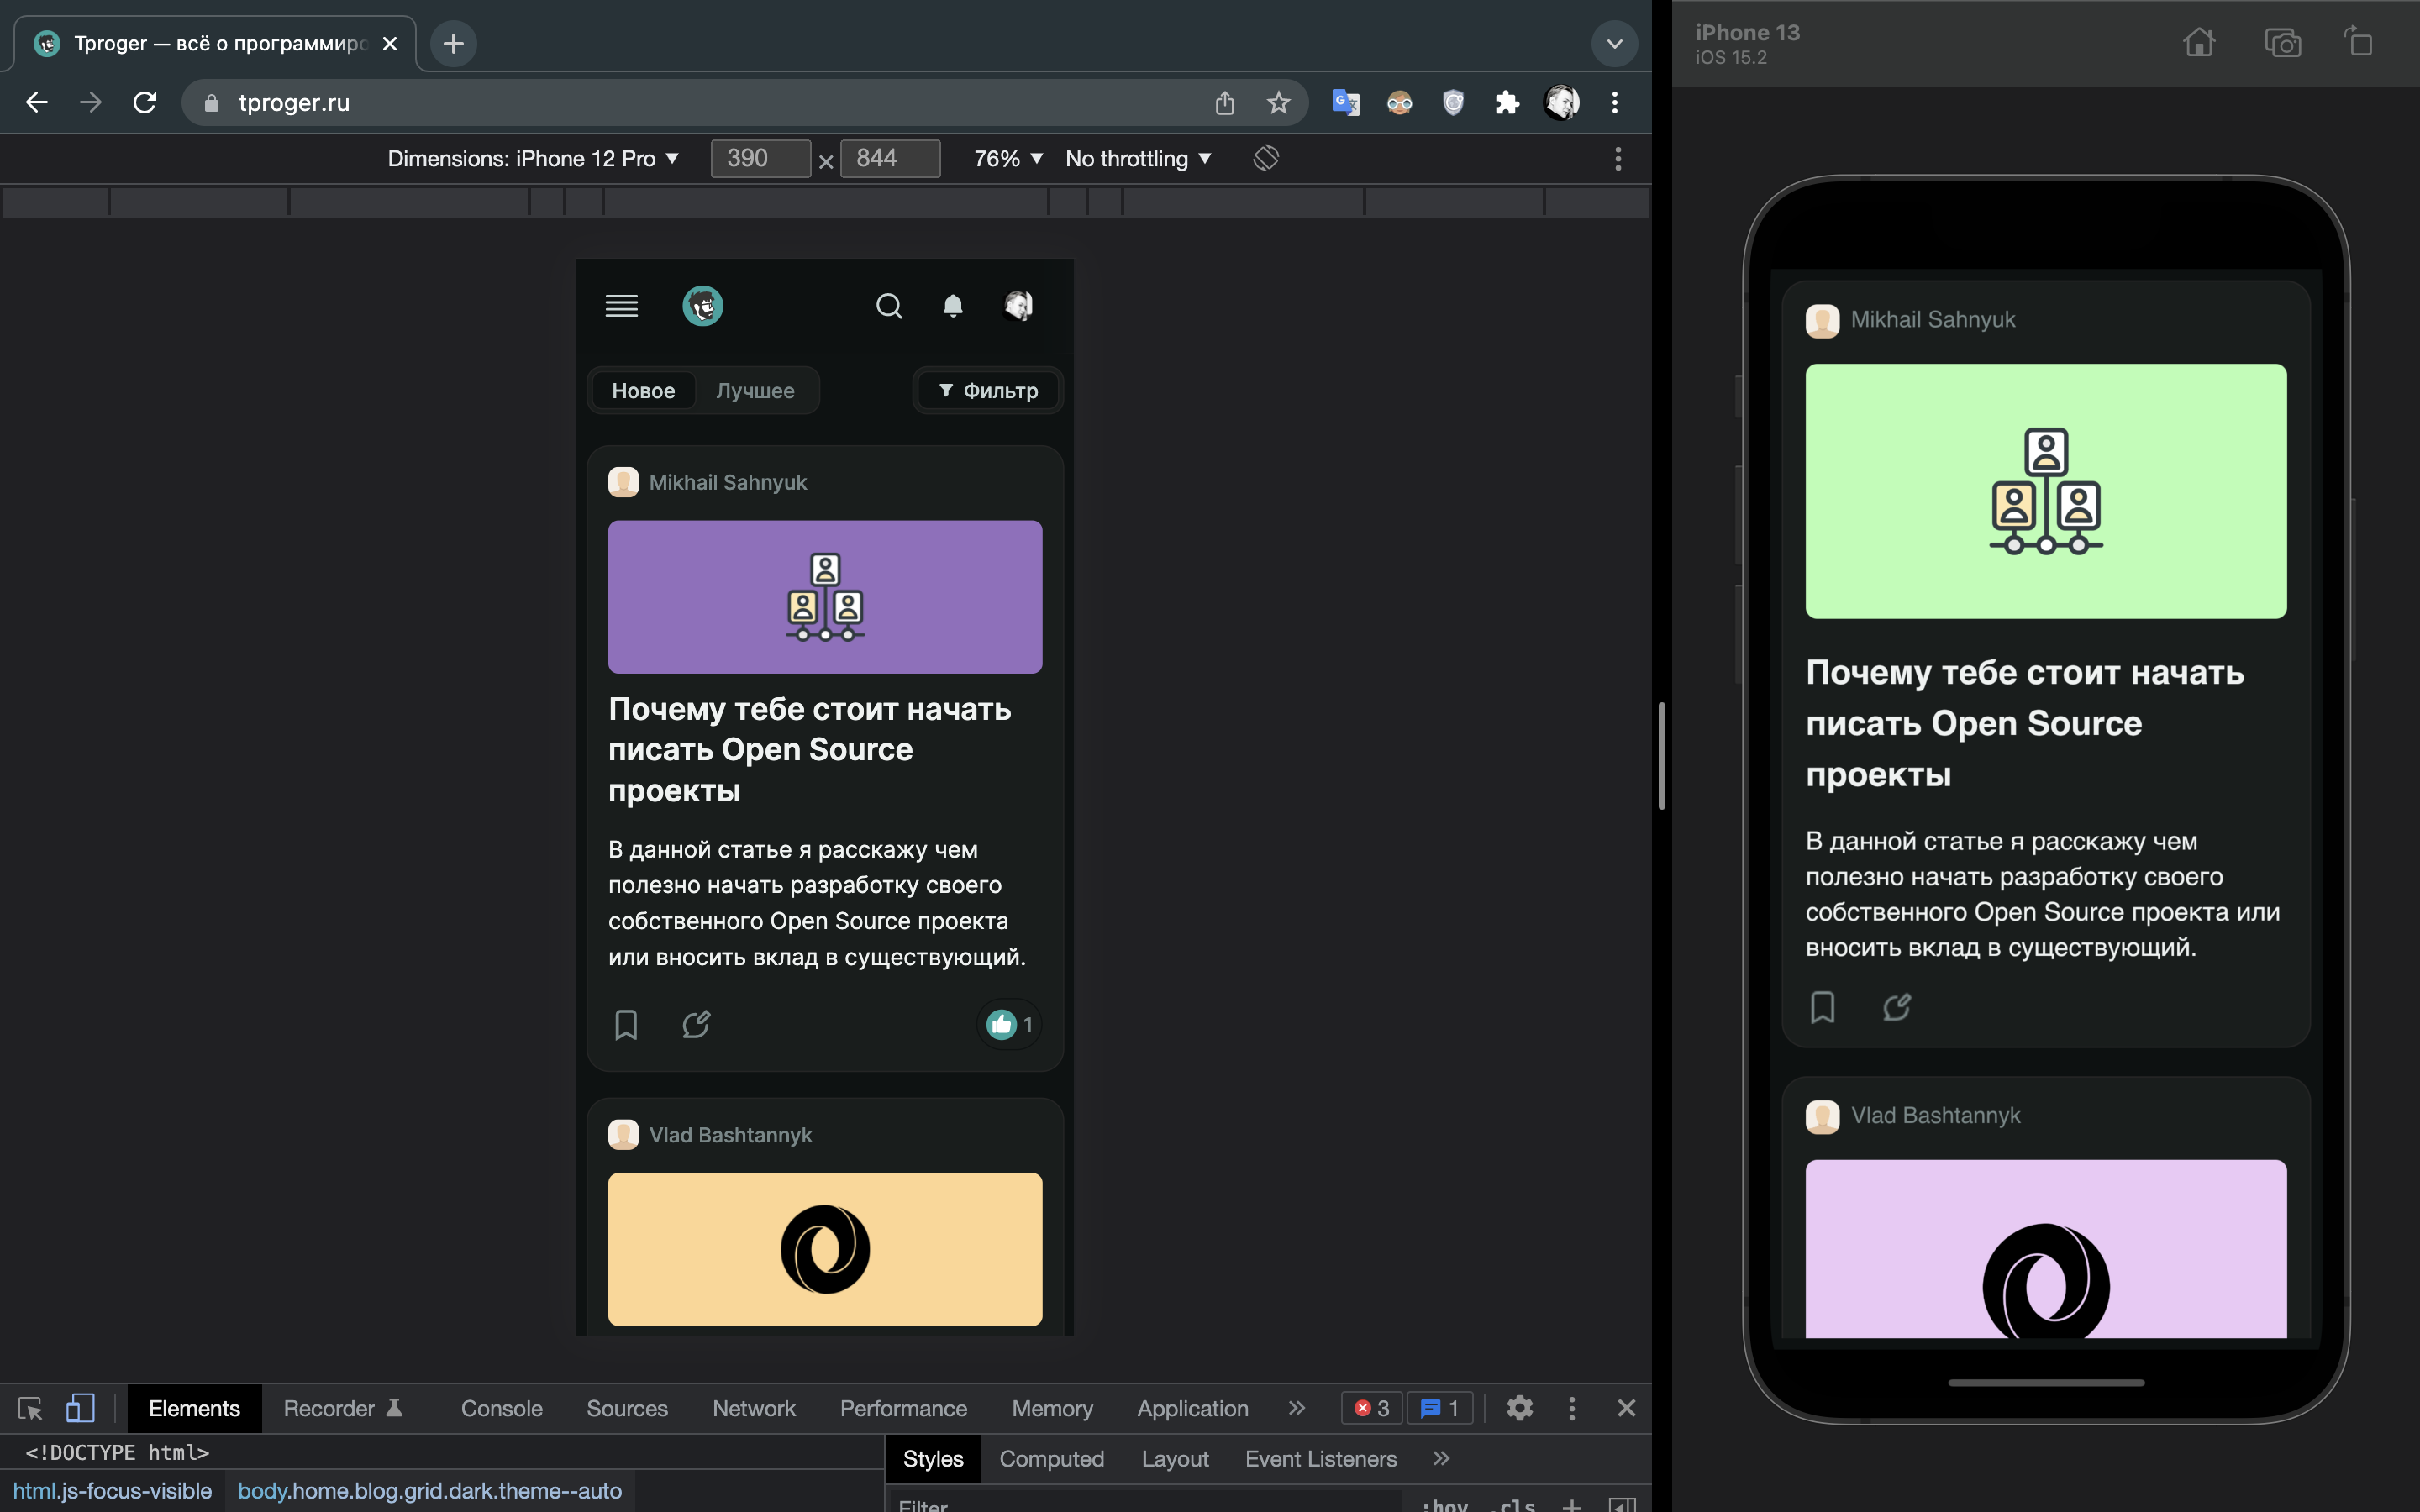 Tproger — всё о программиро
tproger.ru
Dimensions: iPhone 12 Pro ▼ 390 × 844 76% ▼ No throttling ▼
Новое Лучшее Фильтр
Mikhail Sahnyuk
Почему тебе стоит начать
писать Open Source
проекты
В данной статье я расскажу чем
полезно начать разработку своего
собственного Open Source проекта
или вносить вклад в существующий.
1
Vlad Bashtannyk
Elements Recorder Console Sources Network Performance Memory Application » 3 1
<!DOCTYPE html>
html.js-focus-visible body.home.blog.grid.dark.theme--auto
Styles Computed Layout Event Listeners »
Filter :hov .cls +
iPhone 13
iOS 15.2
Mikhail Sahnyuk
Почему тебе стоит начать
писать Open Source
проекты
В данной статье я расскажу чем
полезно начать разработку своего
собственного Open Source проекта или
вносить вклад в существующий.
Vlad Bashtannyk